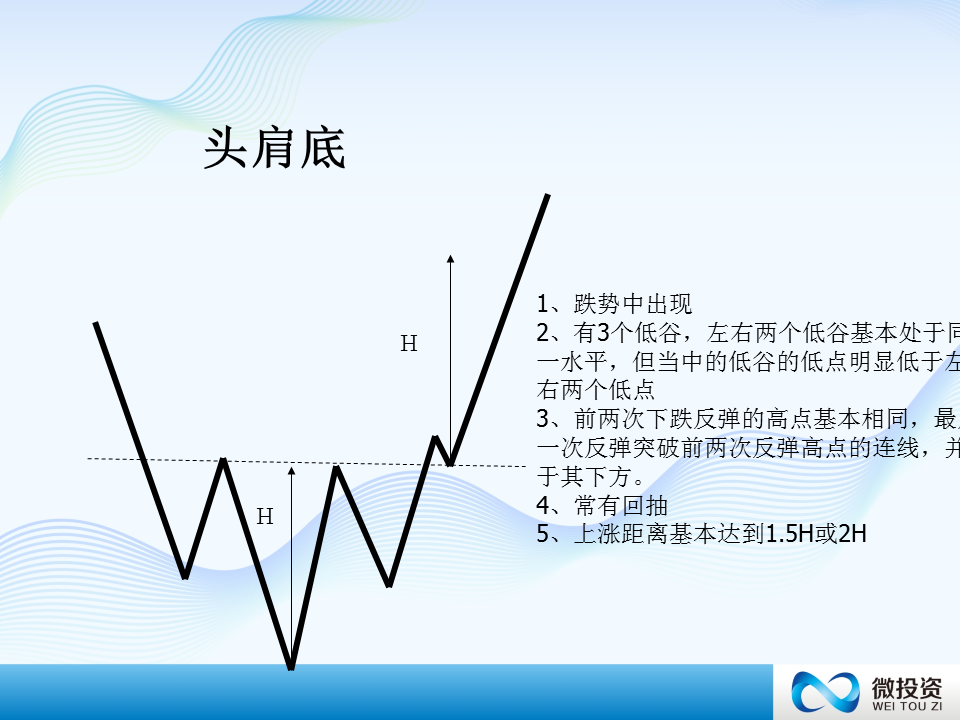 头肩底
1、跌势中出现
2、有3个低谷，左右两个低谷基本处于同
一水平，但当中的低谷的低点明显低于左
右两个低点
3、前两次下跌反弹的高点基本相同，最
一次反弹突破前两次反弹高点的连线，并
于其下方。
4、常有回抽
5、上涨距离基本达到1.5H或2H
H
H
微投资
WEI TOU ZI